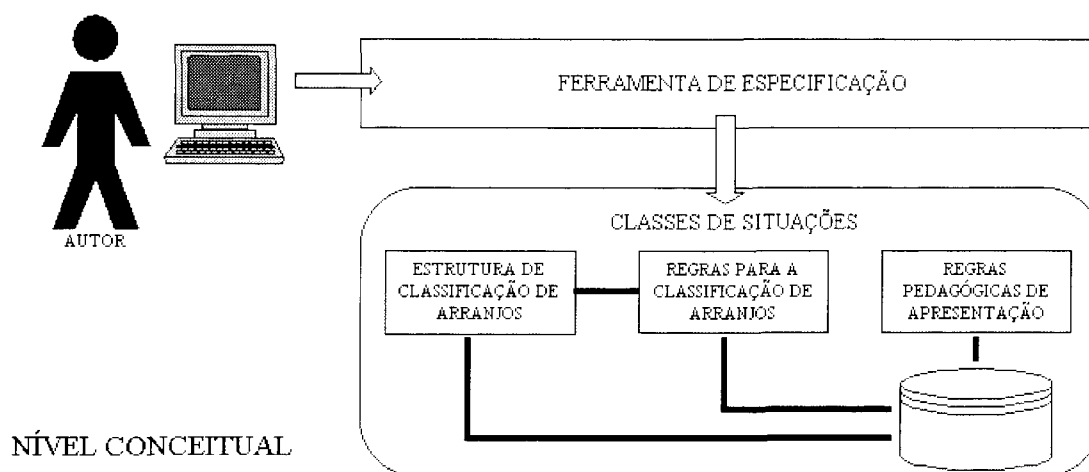 FERRAMENTA DE ESPECIFICAÇÃO
AUTOR
CLASSES DE SITUAÇÕES
ESTRUTURA DE
CLASSIFICAÇÃO DE
ARRANJOS
REGRAS PARA A
CLASSIFICAÇÃO DE
ARRANJOS
REGRAS
PEDAGÓGICAS DE
APRESENTAÇÃO
NÍVEL CONCEITUAL